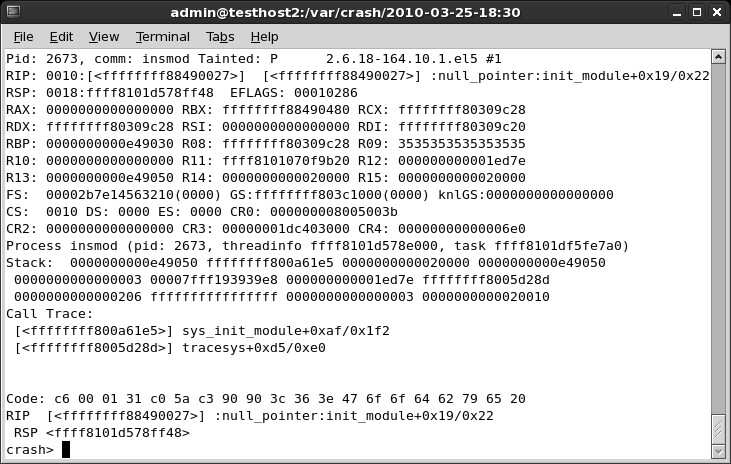 admin@testhost2:/var/crash/2010-03-25-18:30
File Edit View Terminal Tabs Help
Pid: 2673, comm: insmod Tainted: P      2.6.18-164.10.1.el5 #1
RIP: 0010:[<ffffffff88490027>]  [<ffffffff88490027>] :null_pointer:init_module+0x19/0x22
RSP: 0018:ffff8101d578ff48  EFLAGS: 00010286
RAX: 0000000000000000 RBX: ffffffff88490480 RCX: ffffffff80309c28
RDX: ffffffff80309c28 RSI: 0000000000000000 RDI: ffffffff80309c20
RBP: 0000000000e49030 R08: ffffffff80309c28 R09: 3535353535353535
R10: 0000000000000000 R11: ffff8101070f9b20 R12: 000000000001ed7e
R13: 0000000000e49050 R14: 0000000000020000 R15: 0000000000020000
FS:  00002b7e14563210(0000) GS:ffffffff803c1000(0000) knlGS:0000000000000000
CS:  0010 DS: 0000 ES: 0000 CR0: 000000008005003b
CR2: 0000000000000000 CR3: 00000001dc403000 CR4: 00000000000006e0
Process insmod (pid: 2673, threadinfo ffff8101d578e000, task ffff8101df5fe7a0)
Stack:  0000000000e49050 ffffffff800a61e5 0000000000020000 0000000000e49050
 0000000000000003 00007fff193939e8 000000000001ed7e ffffffff8005d28d
 0000000000000206 ffffffffffffffff 0000000000000003 0000000000020010
Call Trace:
 [<ffffffff800a61e5>] sys_init_module+0xaf/0x1f2
 [<ffffffff8005d28d>] tracesys+0xd5/0xe0
Code: c6 00 01 31 c0 5a c3 90 90 3c 36 3e 47 6f 6f 64 62 79 65 20
RIP  [<ffffffff88490027>] :null_pointer:init_module+0x19/0x22
 RSP <ffff8101d578ff48>
crash>